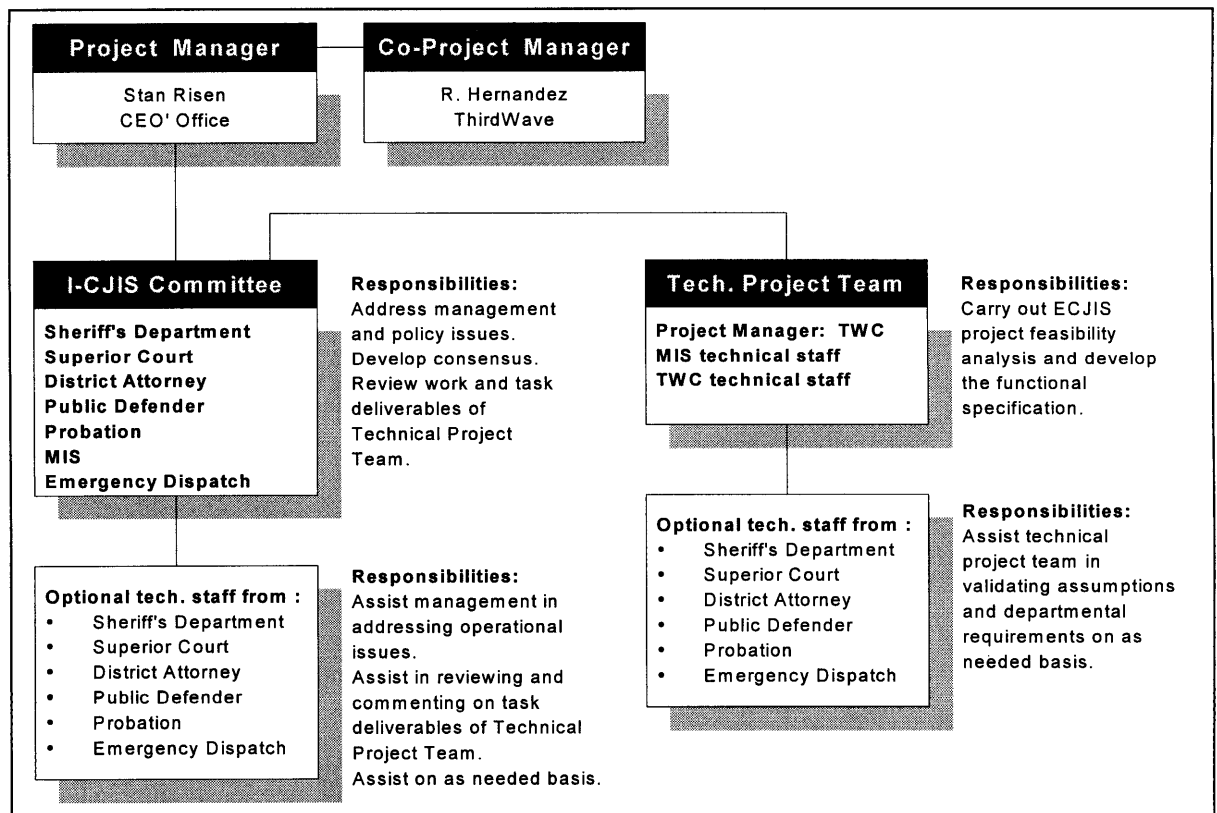 Project Manager
Stan Risen
CEO' Office
Co-Project Manager
R. Hernandez
ThirdWave
I-CJIS Committee
Sheriff's Department
Superior Court
District Attorney
Public Defender
Probation
MIS
Emergency Dispatch
Responsibilities:
Address management
and policy issues.
Develop consensus.
Review work and task
deliverables of
Technical Project
Team.
Tech. Project Team
Project Manager: TWC
MIS technical staff
TWC technical staff
Responsibilities:
Carry out ECJIS
project feasibility
analysis and develop
the functional
specification.
Optional tech. staff from :
• Sheriff's Department
• Superior Court
• District Attorney
• Public Defender
• Probation
• Emergency Dispatch
Responsibilities:
Assist management in
addressing operational
issues.
Assist in reviewing and
commenting on task
deliverables of Technical
Project Team.
Assist on as needed basis.
Optional tech. staff from :
• Sheriff's Department
• Superior Court
• District Attorney
• Public Defender
• Probation
• Emergency Dispatch
Responsibilities:
Assist technical
project team in
validating assumptions
and departmental
requirements on as
needed basis.